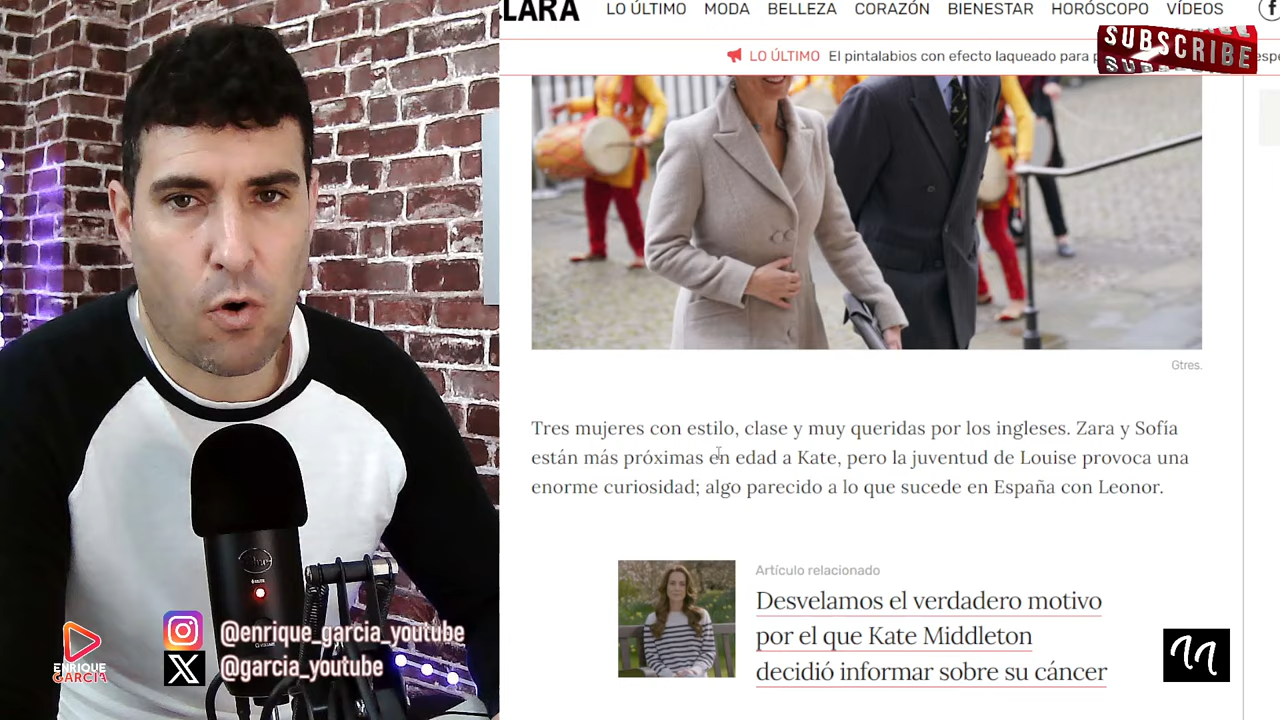 CLARA
LO ÚLTIMO MODA BELLEZA CORAZÓN BIENESTAR HORÓSCOPO VÍDEOS
LO ÚLTIMO El pintalabios con efecto laqueado para
SUBSCRIBE
Gtres.
Tres mujeres con estilo, clase y muy queridas por los ingleses. Zara y Sofía
están más próximas en edad a Kate, pero la juventud de Louise provoca una
enorme curiosidad; algo parecido a lo que sucede en España con Leonor.
Artículo relacionado
Desvelamos el verdadero motivo
por el que Kate Middleton
decidió informar sobre su cáncer
@enrique_garcia_youtube
@garcia_youtube
ENRIQUE
GARCIA